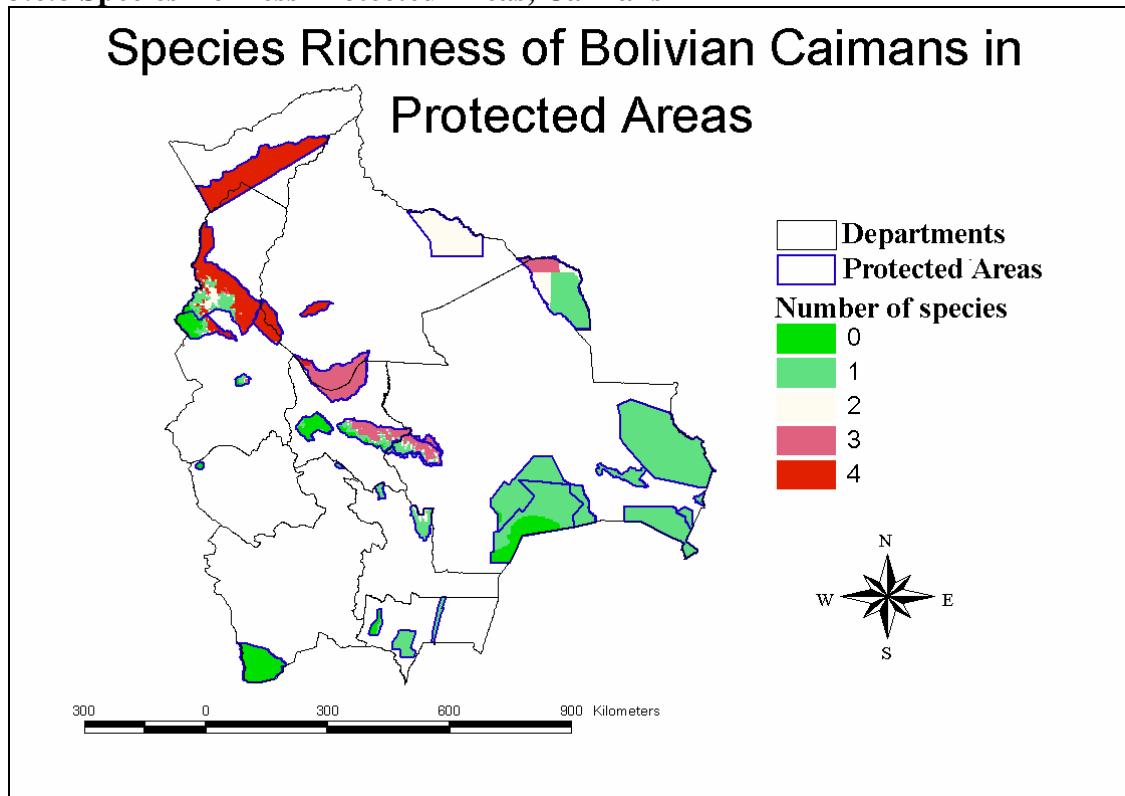 Species Richness of Bolivian Caimans in
Protected Areas
Departments
Protected Areas
Number of species
0
1
2
3
4
N
W E
S
300 0 300 600 900 Kilometers